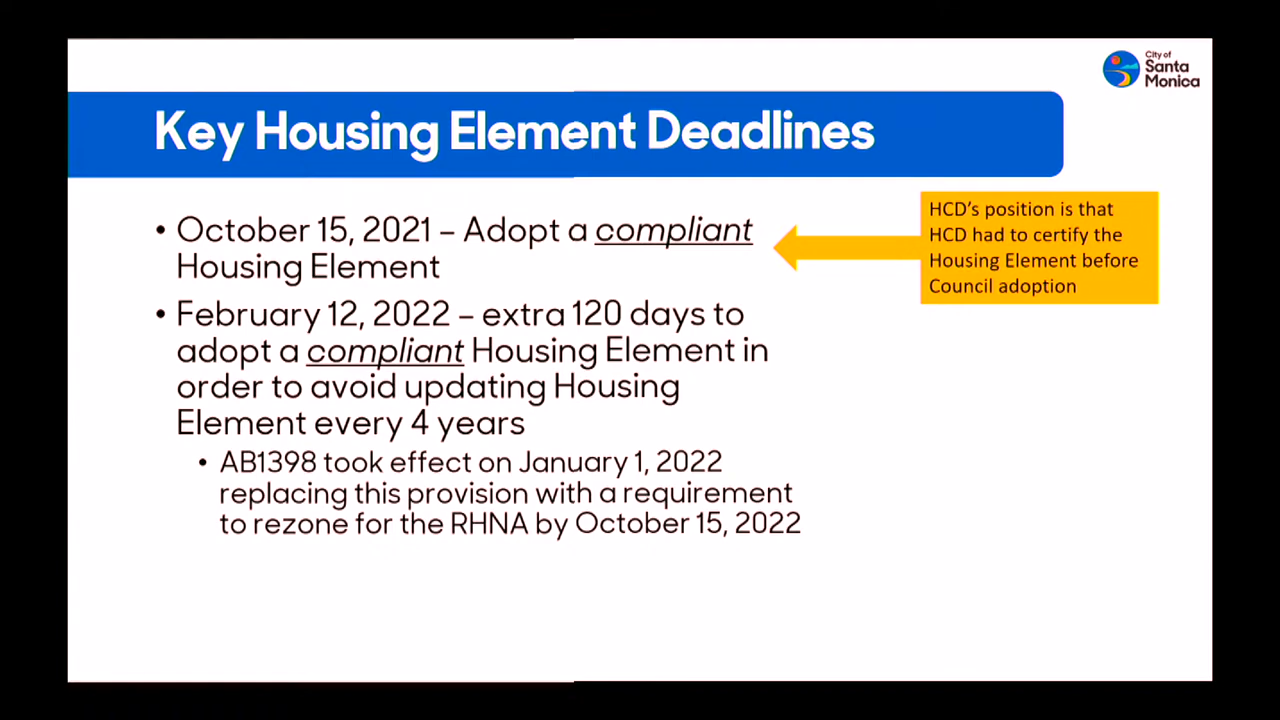 City of
Santa
Monica
Key Housing Element Deadlines
• October 15, 2021 – Adopt a compliant
Housing Element
HCD's position is that
HCD had to certify the
Housing Element before
Council adoption
• February 12, 2022 – extra 120 days to
adopt a compliant Housing Element in
order to avoid updating Housing
Element every 4 years
• AB1398 took effect on January 1, 2022
replacing this provision with a requirement
to rezone for the RHNA by October 15, 2022